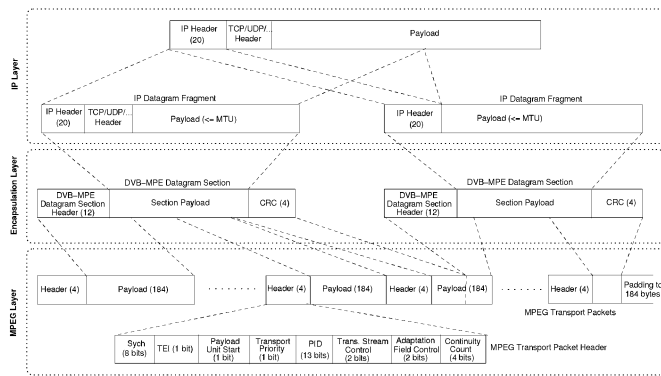 IP Layer
IP Header
(20)
TCP/UDP/...
Header
Payload
IP Datagram Fragment
IP Header
(20)
TCP/UDP/...
Header
Payload (<= MTU)
IP Datagram Fragment
IP Header
(20)
Payload (<= MTU)
Encapsulation Layer
DVB–MPE Datagram Section
DVB–MPE
Datagram Section
Header (12)
Section Payload
CRC (4)
DVB–MPE Datagram Section
DVB–MPE
Datagram Section
Header (12)
Section Payload
CRC (4)
MPEG Layer
Header (4)
Payload (184)
Header (4)
Payload (184)
Header (4)
Payload (184)
Header (4)
Padding to
184 bytes
MPEG Transport Packets
Sych
(8 bits)
TEI (1 bit)
Payload
Unit Start
(1 bit)
Transport
Priority
(1 bit)
PID
(13 bits)
Trans. Stream
Control
(2 bits)
Adaptation
Field Control
(2 bits)
Continuity
Count
(4 bits)
MPEG Transport Packet Header